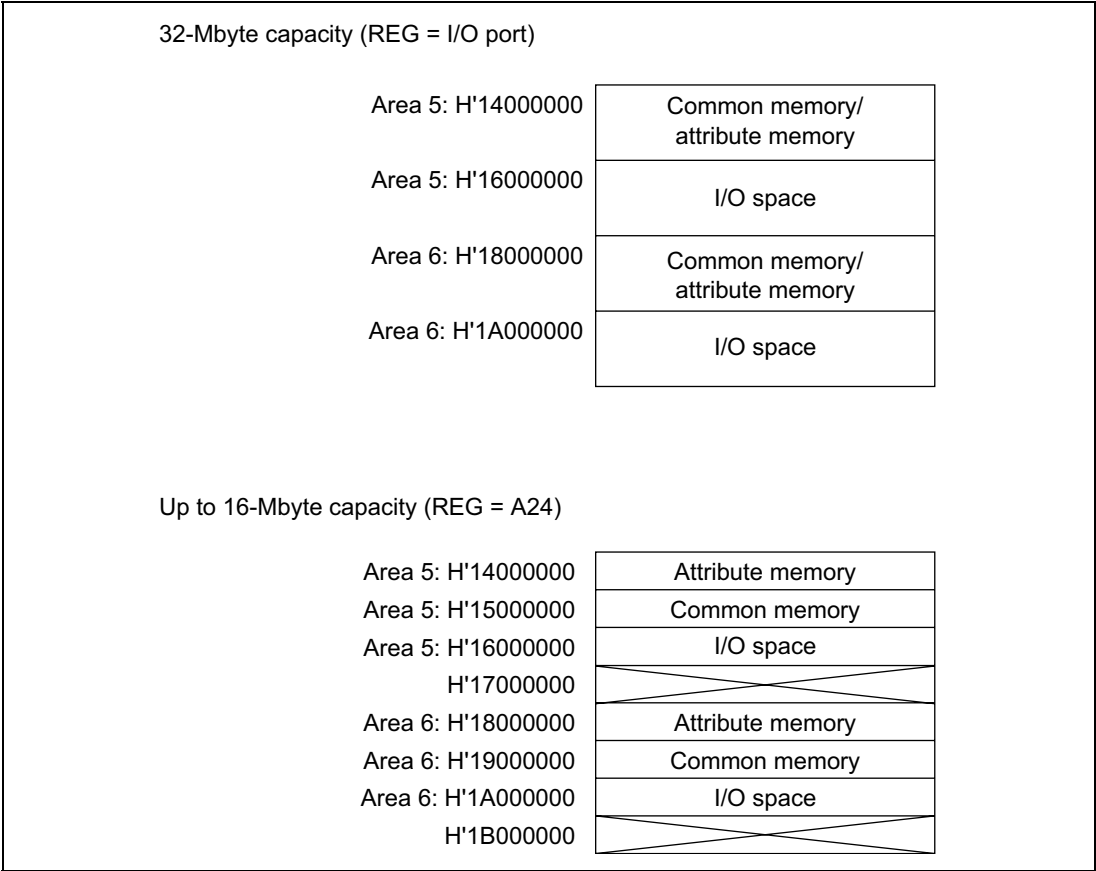 32-Mbyte capacity (REG = I/O port)
Area 5: H'14000000
Common memory/
attribute memory
Area 5: H'16000000
I/O space
Area 6: H'18000000
Common memory/
attribute memory
Area 6: H'1A000000
I/O space
Up to 16-Mbyte capacity (REG = A24)
Area 5: H'14000000 Attribute memory
Area 5: H'15000000 Common memory
Area 5: H'16000000 I/O space
H'17000000
Area 6: H'18000000 Attribute memory
Area 6: H'19000000 Common memory
Area 6: H'1A000000 I/O space
H'1B000000